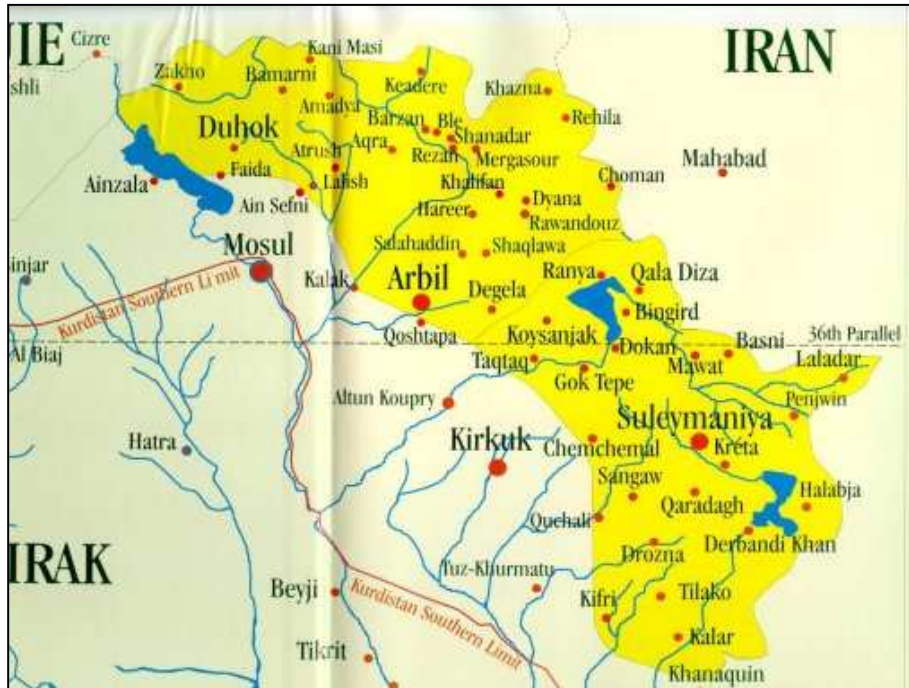 JIE
Cizre
shli
Zakho
Kani Masi
Bamarni
Amadya
Keadere
Khazna
IRAN
Duhok
Barzan
Ble
Shanadar
Rehila
Atrush
Aqra
Rezan
Mergasour
Mahabad
Ainzala
Faida
Lalish
Khalifan
Choman
Ain Sefni
Hareer
Dyana
Rawandouz
Mosul
Salahaddin
Shaqlawa
injar
Kurdistan Southern Li mit
Kalak
Arbil
Degela
Ranya
Qala Diza
Bingird
Qoshtapa
Koysanjak
36th Parallel
Al Biaj
Taqtaq
Dokan
Mawat
Basni
Laladar
Gok Tepe
Altun Koupry
Suleymaniya
Penjwin
Hatra
Kirkuk
Chemchemal
Kreta
Sangaw
Qaradagh
Halabja
Quchali
Derbandi Khan
IRAK
Drozna
Tuz-Khurmatu
Beyji
Kurdistan Southern Limit
Kifri
Tilako
Tikrit
Kalar
Khanaquin